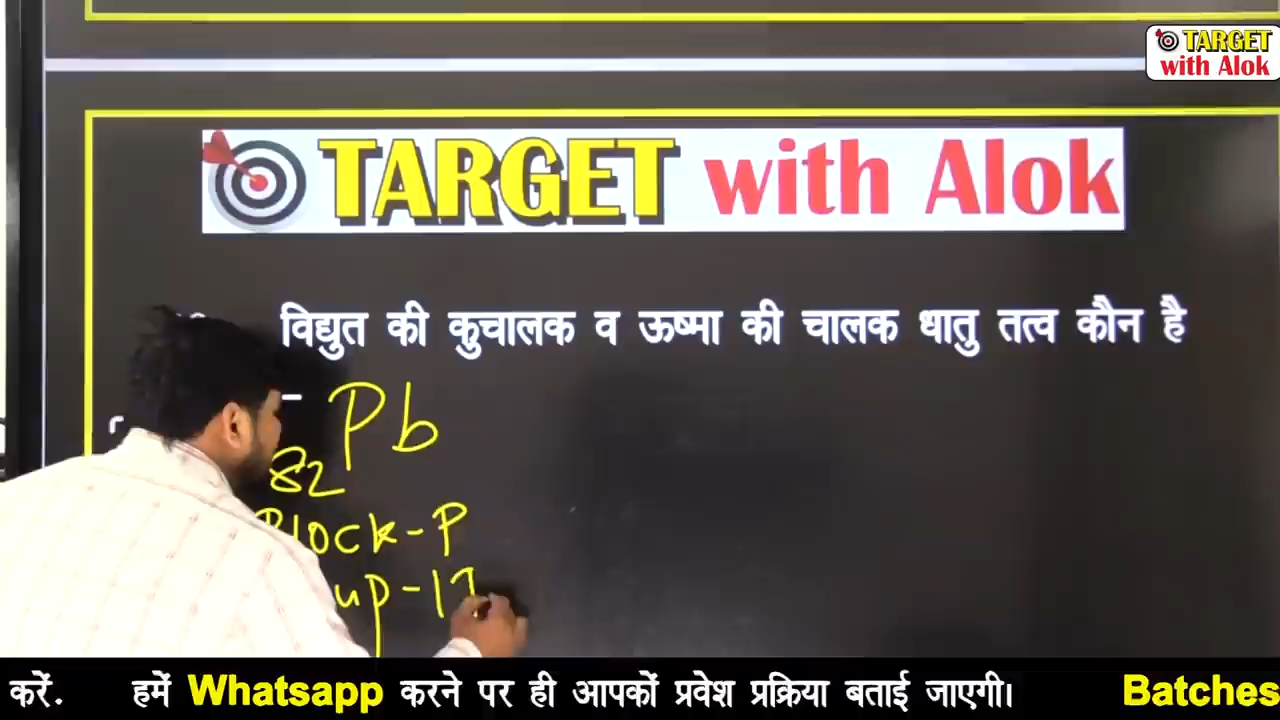 TARGET
with Alok
TARGET with Alok
विद्युत की कुचालक व ऊष्मा की चालक धातु तत्व कौन है
– Pb
82
Block-P
up-17
करें. हमें Whatsapp करने पर ही आपकों प्रवेश प्रक्रिया बताई जाएगी। Batches